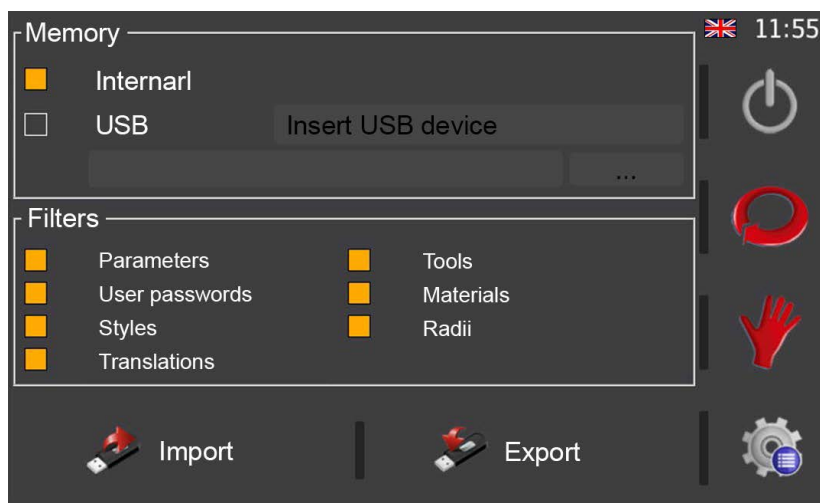 Memory
11:55
Internarl
USB Insert USB device
...
Filters
Parameters Tools
User passwords Materials
Styles Radii
Translations
Import Export